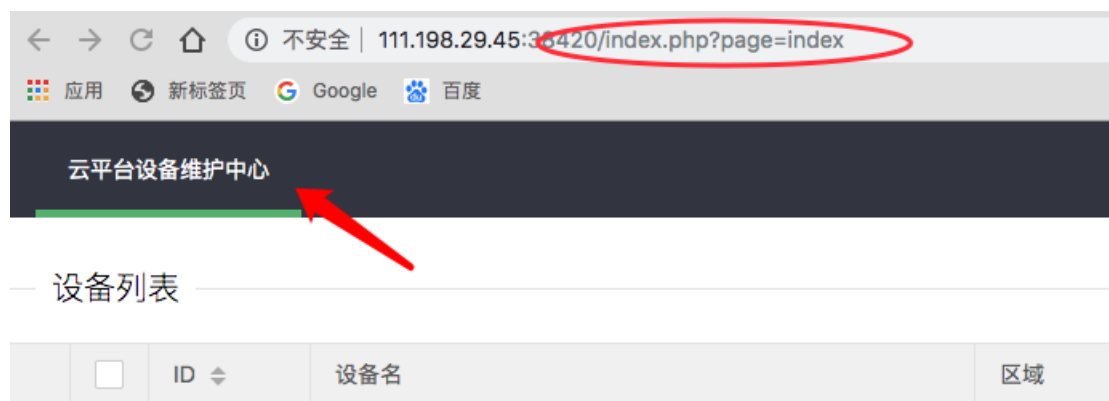 不安全 111.198.29.45:38420/index.php?page=index
应用 新标签页 Google 百度
云平台设备维护中心
设备列表
ID 设备名 区域